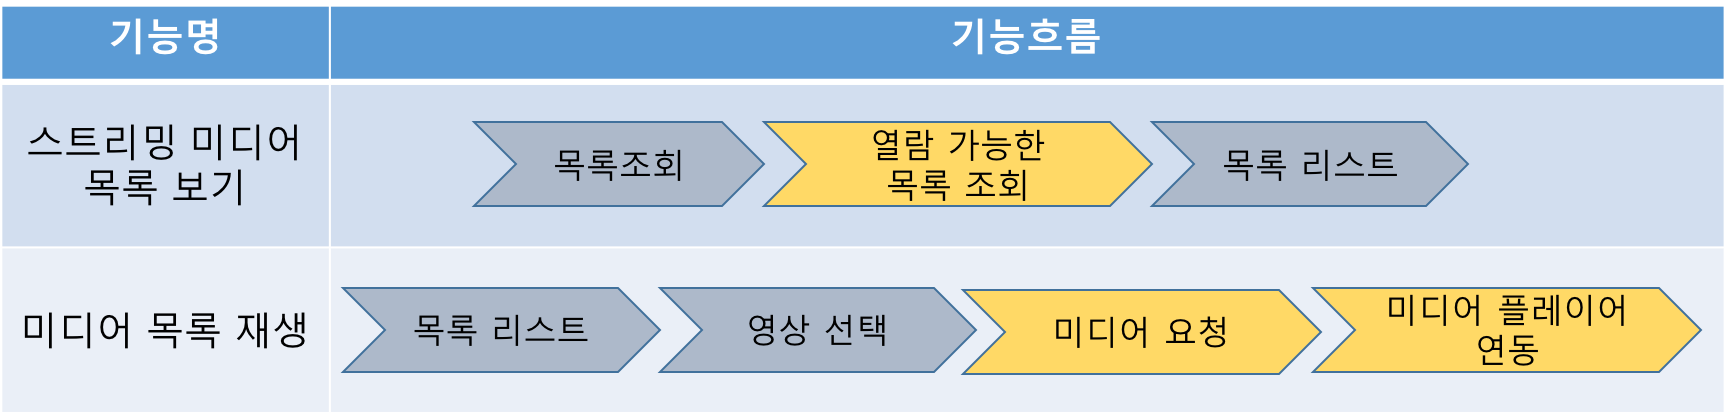 기능명
기능흐름
스트리밍 미디어
목록 보기
목록조회
열람 가능한
목록 조회
목록 리스트
미디어 목록 재생
목록 리스트
영상 선택
미디어 요청
미디어 플레이어
연동